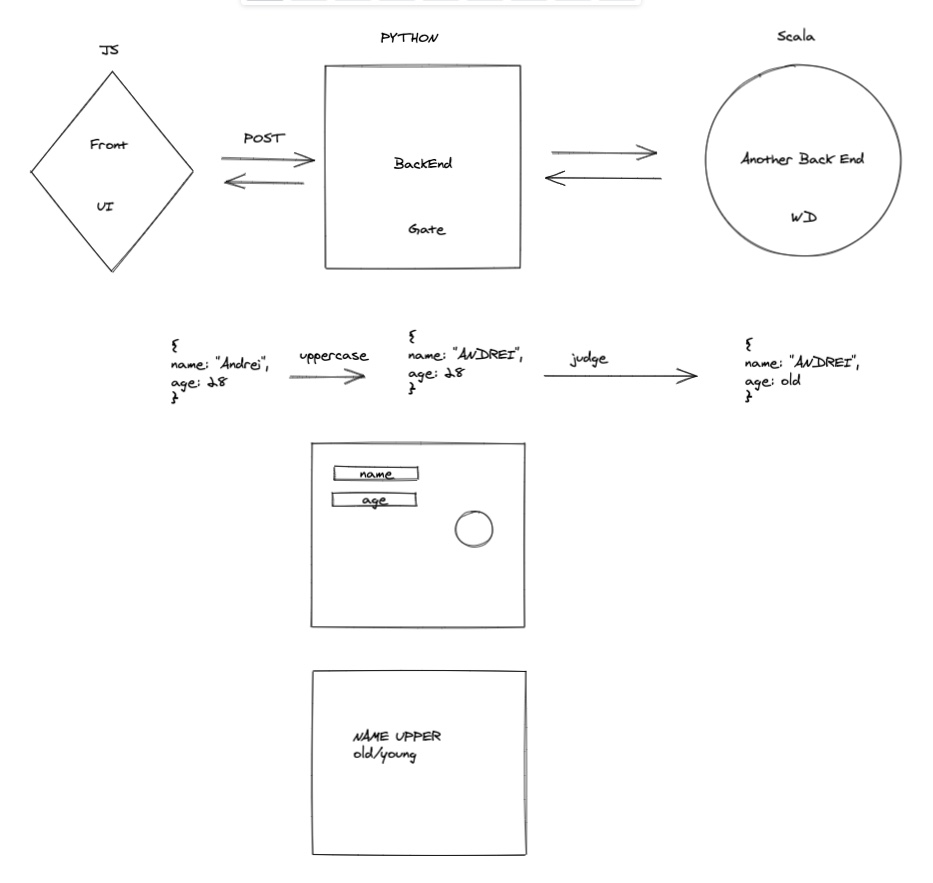 JS
PYTHON
Scala
Front
UI
POST
BackEnd
Gate
Another Back End
WD
{
name: "Andrei",
age: 28
}
uppercase
{
name: "ANDREI",
age: 28
}
judge
{
name: "ANDREI",
age: old
}
name
age
NAME UPPER
old/young